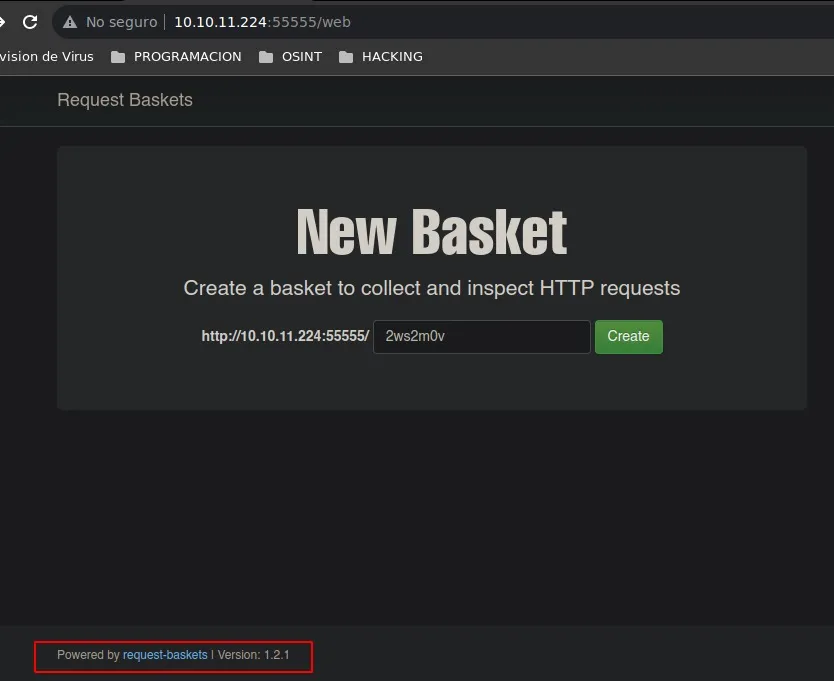 No seguro | 10.10.11.224:55555/web
vision de Virus PROGRAMACION OSINT HACKING
Request Baskets
New Basket
Create a basket to collect and inspect HTTP requests
http://10.10.11.224:55555/ 2ws2m0v Create
Powered by request-baskets | Version: 1.2.1